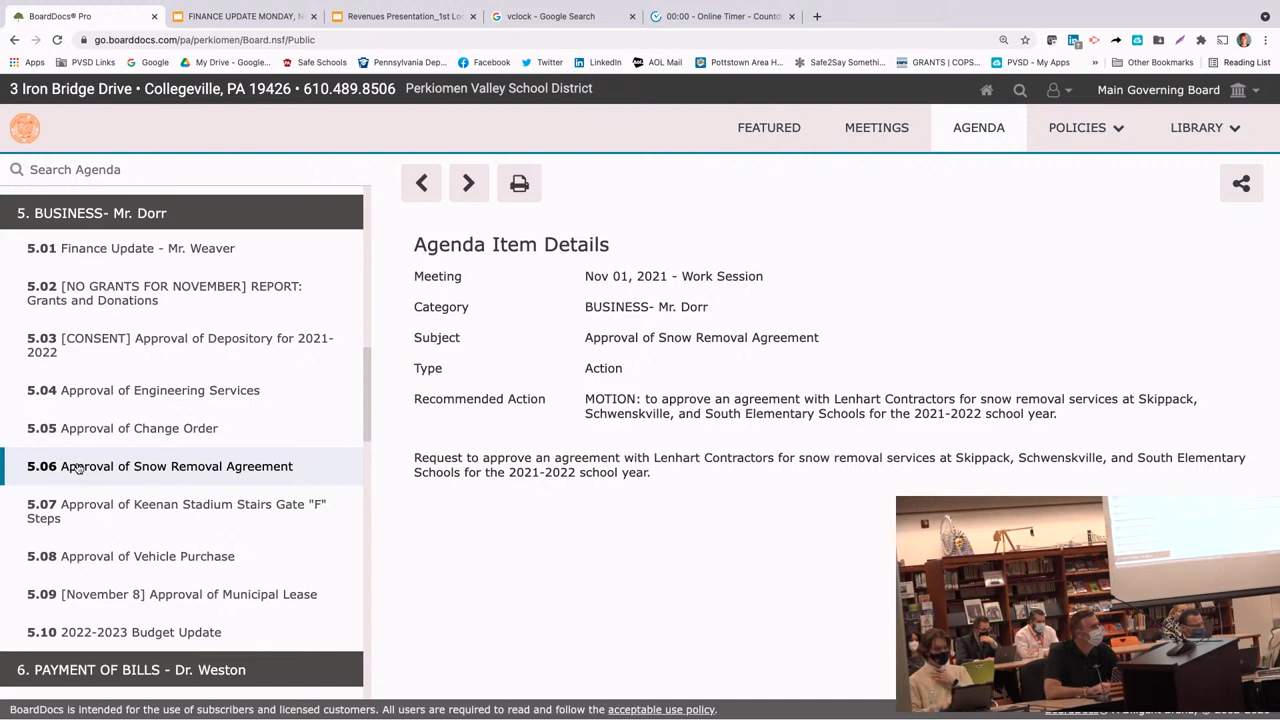 BoardDocs® Pro
FINANCE UPDATE MONDAY, N
Revenues Presentation_1st Lo
vclock - Google Search
00:00 - Online Timer - Countd
go.boarddocs.com/pa/perkiomen/Board.nsf/Public
Apps
PVSD Links
Google
My Drive - Google...
Safe Schools
Pennsylvania Dep...
Facebook
Twitter
LinkedIn
AOL Mail
Pottstown Area H...
Safe2Say Somethi...
GRANTS | COPS...
PVSD - My Apps
»
Other Bookmarks
Reading List
3 Iron Bridge Drive • Collegeville, PA 19426 • 610.489.8506
Perkiomen Valley School District
Main Governing Board
FEATURED
MEETINGS
AGENDA
POLICIES
LIBRARY
Search Agenda
5. BUSINESS- Mr. Dorr
5.01 Finance Update - Mr. Weaver
5.02 [NO GRANTS FOR NOVEMBER] REPORT:
Grants and Donations
5.03 [CONSENT] Approval of Depository for 2021-
2022
5.04 Approval of Engineering Services
5.05 Approval of Change Order
5.06 Approval of Snow Removal Agreement
5.07 Approval of Keenan Stadium Stairs Gate "F"
Steps
5.08 Approval of Vehicle Purchase
5.09 [November 8] Approval of Municipal Lease
5.10 2022-2023 Budget Update
6. PAYMENT OF BILLS - Dr. Weston
Agenda Item Details
Meeting
Nov 01, 2021 - Work Session
Category
BUSINESS- Mr. Dorr
Subject
Approval of Snow Removal Agreement
Type
Action
Recommended Action
MOTION: to approve an agreement with Lenhart Contractors for snow removal services at Skippack,
Schwenskville, and South Elementary Schools for the 2021-2022 school year.
Request to approve an agreement with Lenhart Contractors for snow removal services at Skippack, Schwenskville, and South Elementary
Schools for the 2021-2022 school year.
BoardDocs is intended for the use of subscribers and licensed customers. All users are required to read and follow the acceptable use policy.